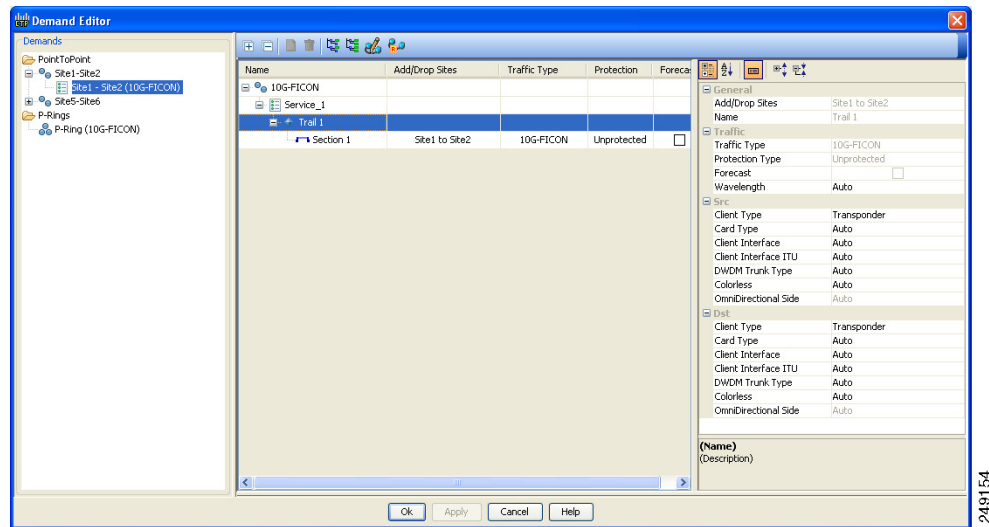 CTP Demand Editor
Demands
PointToPoint
Site1-Site2
Site1 - Site2 (10G-FICON)
Site5-Site6
P-Rings
P-Ring (10G-FICON)
Name Add/Drop Sites Traffic Type Protection Forecas
10G-FICON
Service_1
Trail 1
Section 1 Site1 to Site2 10G-FICON Unprotected
General
Add/Drop Sites Site1 to Site2
Name Trail 1
Traffic
Traffic Type 10G-FICON
Protection Type Unprotected
Forecast
Wavelength Auto
Src
Client Type Transponder
Card Type Auto
Client Interface Auto
Client Interface ITU Auto
DWDM Trunk Type Auto
Colorless Auto
OmniDirectional Side Auto
Dst
Client Type Transponder
Card Type Auto
Client Interface Auto
Client Interface ITU Auto
DWDM Trunk Type Auto
Colorless Auto
OmniDirectional Side Auto
(Name)
(Description)
Ok Apply Cancel Help
249154